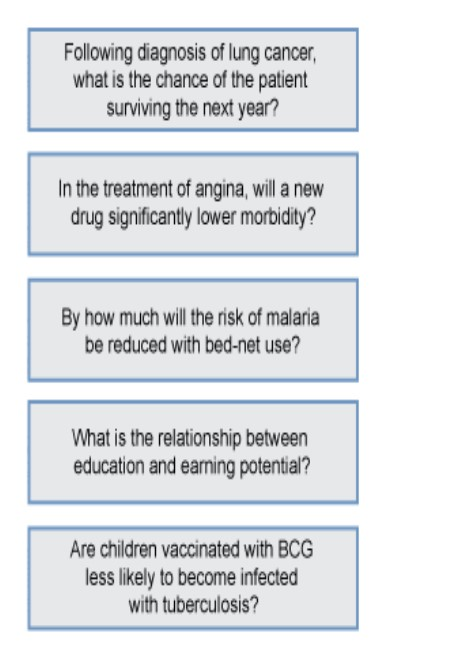 Following diagnosis of lung cancer,
what is the chance of the patient
surviving the next year?
In the treatment of angina, will a new
drug significantly lower morbidity?
By how much will the risk of malaria
be reduced with bed-net use?
What is the relationship between
education and earning potential?
Are children vaccinated with BCG
less likely to become infected
with tuberculosis?